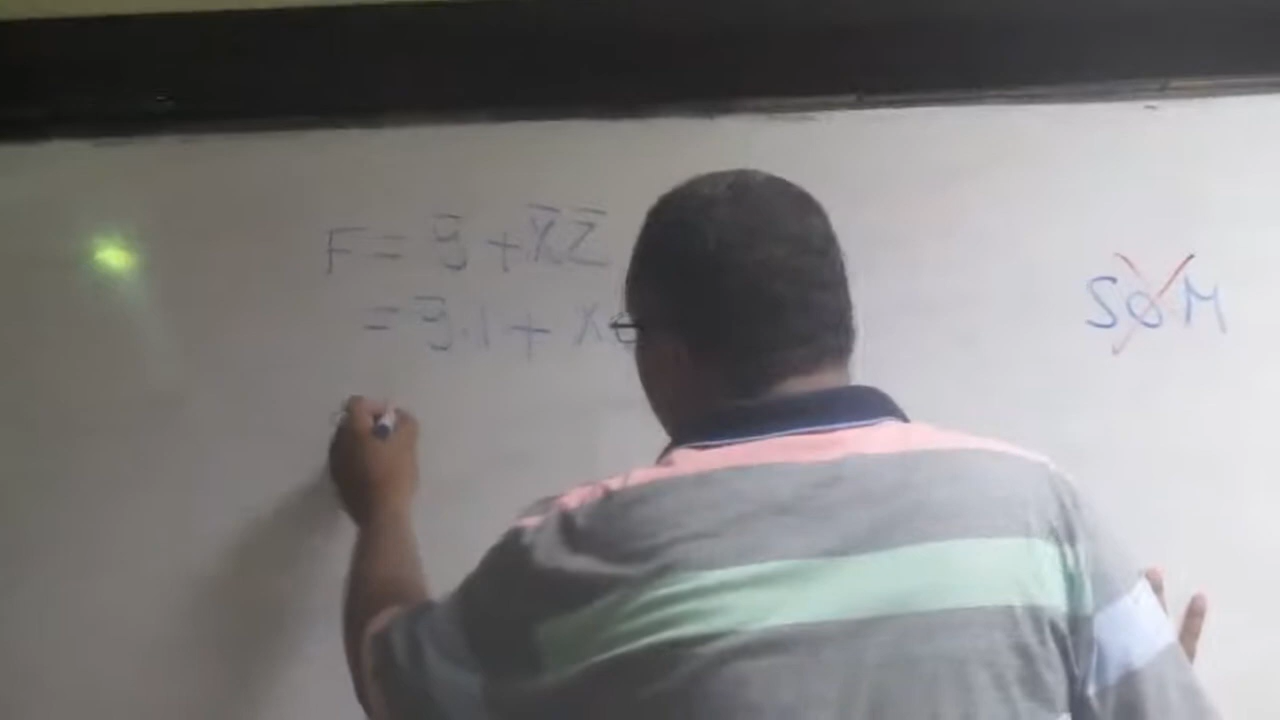 F = y̅ + x̅z̅
= y̅.1 + x
SOM